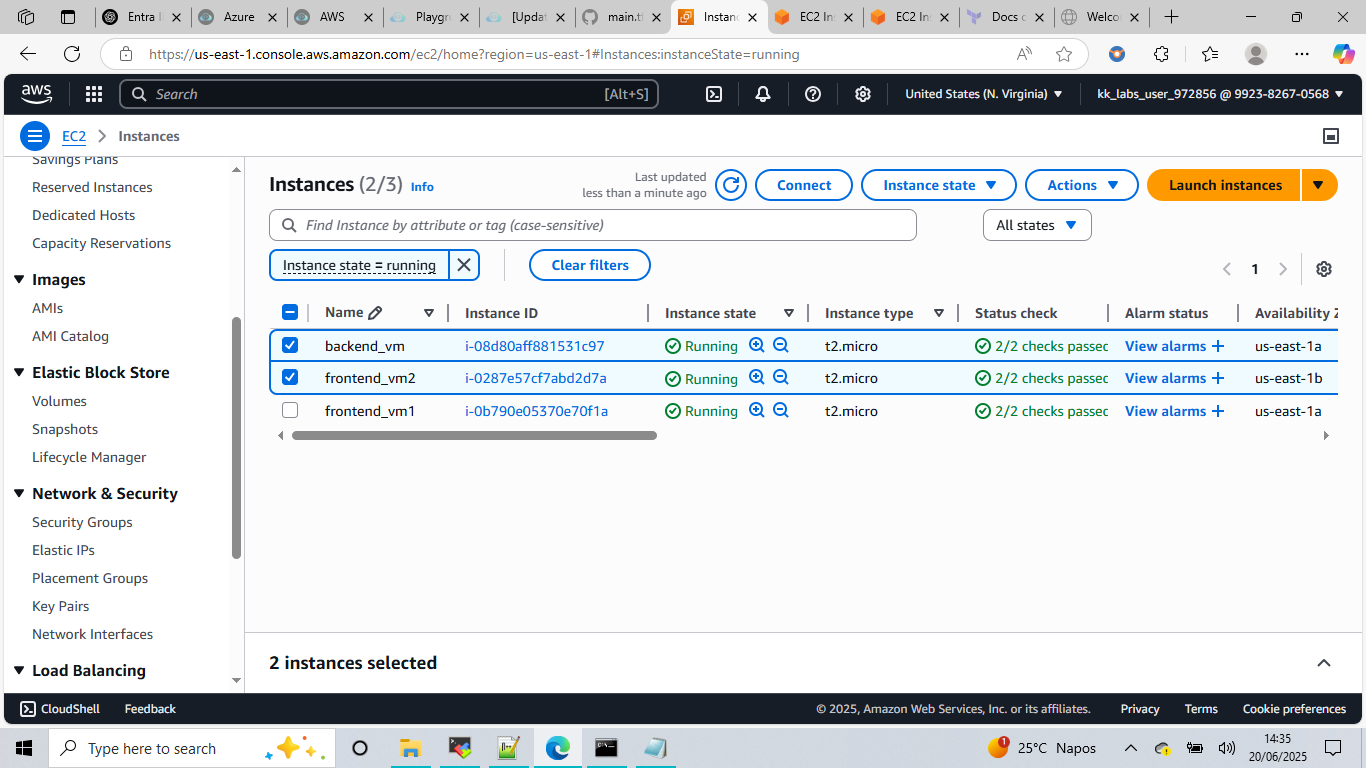 Entra l
Azure
AWS
Playgr
[Updat
main.t
Instanc
EC2 In
EC2 In
Docs c
Welco
https://us-east-1.console.aws.amazon.com/ec2/home?region=us-east-1#Instances:instanceState=running
aws
Search
[Alt+S]
United States (N. Virginia)
kk_labs_user_972856 @ 9923-8267-0568
EC2
Instances
Savings Plans
Reserved Instances
Dedicated Hosts
Capacity Reservations
Images
AMIs
AMI Catalog
Elastic Block Store
Volumes
Snapshots
Lifecycle Manager
Network & Security
Security Groups
Elastic IPs
Placement Groups
Key Pairs
Network Interfaces
Load Balancing
Instances (2/3) Info
Last updated
less than a minute ago
Connect
Instance state
Actions
Launch instances
Find Instance by attribute or tag (case-sensitive)
All states
Instance state = running
Clear filters
1
Name Instance ID Instance state Instance type Status check Alarm status Availability Z
backend_vm i-08d80aff881531c97 Running t2.micro 2/2 checks passec View alarms + us-east-1a
frontend_vm2 i-0287e57cf7abd2d7a Running t2.micro 2/2 checks passec View alarms + us-east-1b
frontend_vm1 i-0b790e05370e70f1a Running t2.micro 2/2 checks passec View alarms + us-east-1a
2 instances selected
CloudShell Feedback © 2025, Amazon Web Services, Inc. or its affiliates. Privacy Terms Cookie preferences
Type here to search
1
25°C Napos
14:35
20/06/2025